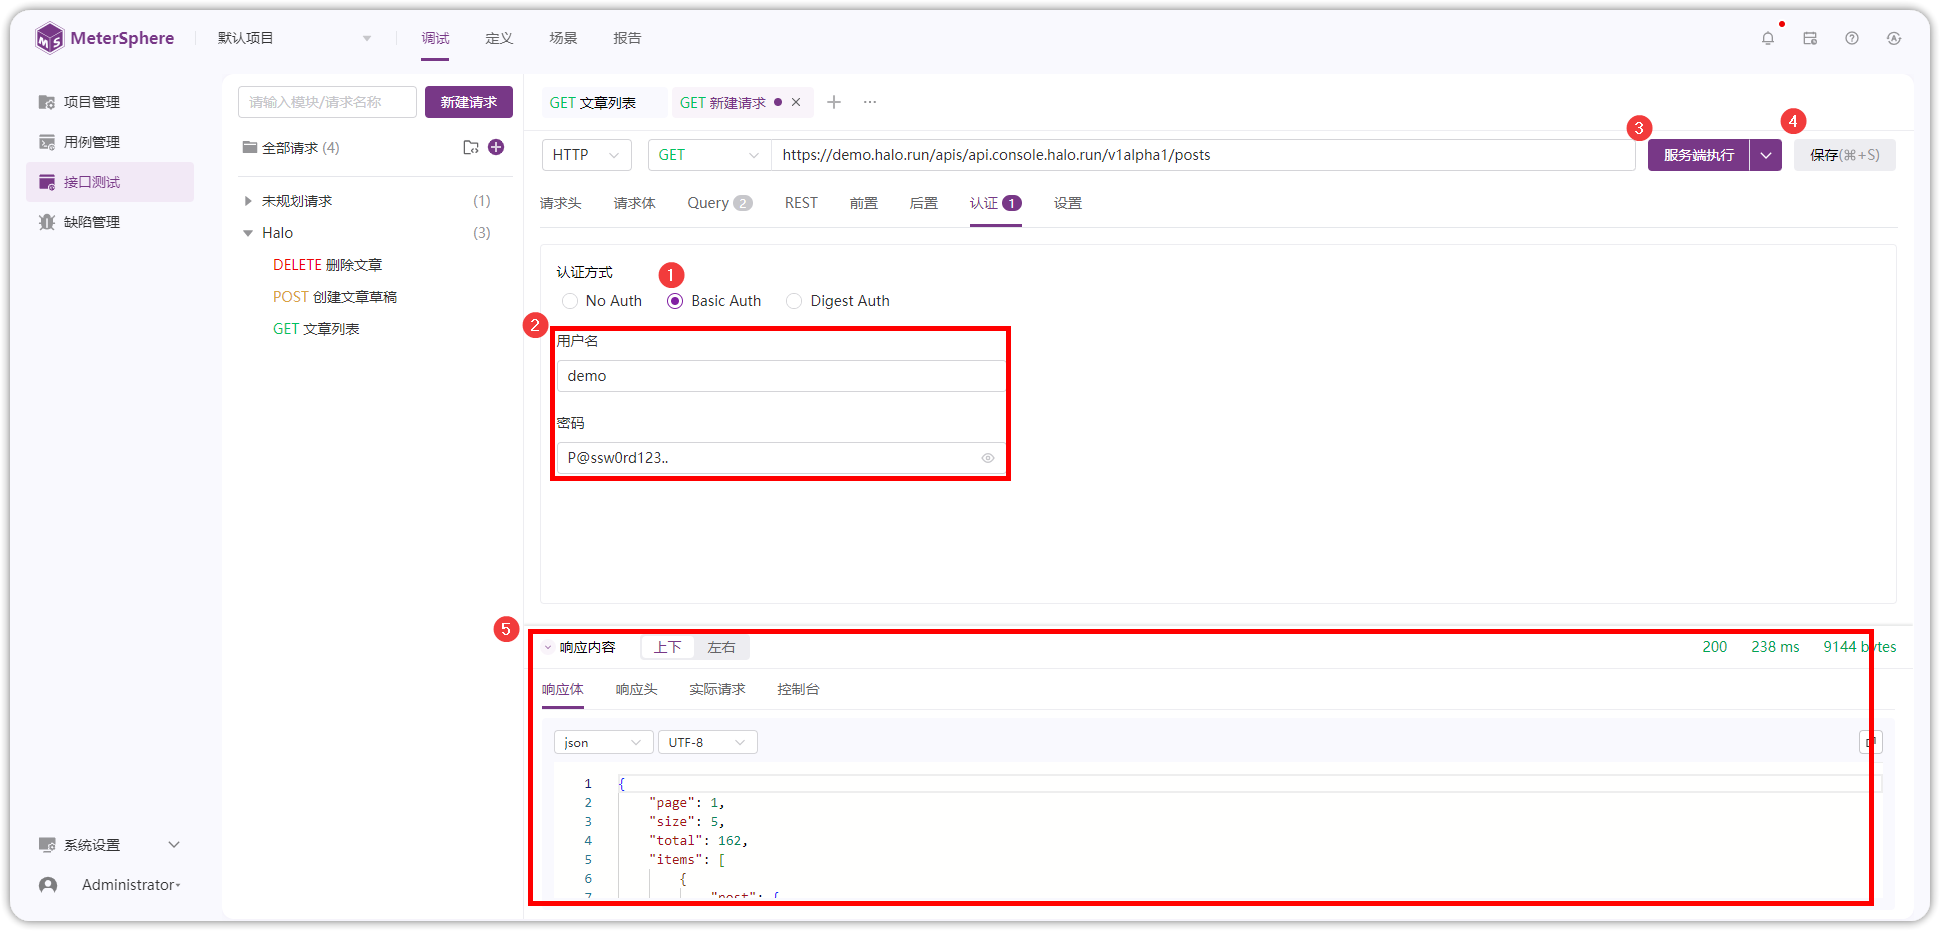 MeterSphere
默认项目
调试 定义 场景 报告
项目管理
用例管理
接口测试
缺陷管理
系统设置
Administrator
请输入模块/请求名称 新建请求
全部请求 (4)
未规划请求 (1)
Halo (3)
DELETE 删除文章
POST 创建文章草稿
GET 文章列表
GET 文章列表 GET 新建请求
HTTP GET https://demo.halo.run/apis/api.console.halo.run/v1alpha1/posts 3 服务端执行 4 保存(⌘+S)
请求头 请求体 Query 2 REST 前置 后置 认证 1 设置
认证方式
1
No Auth Basic Auth Digest Auth
2
用户名
demo
密码
P@ssw0rd123..
5
响应内容 上下 左右 200 238 ms 9144 bytes
响应体 响应头 实际请求 控制台
json UTF-8
1 {
2 "page": 1,
3 "size": 5,
4 "total": 162,
5 "items": [
6 {
7 "post": {